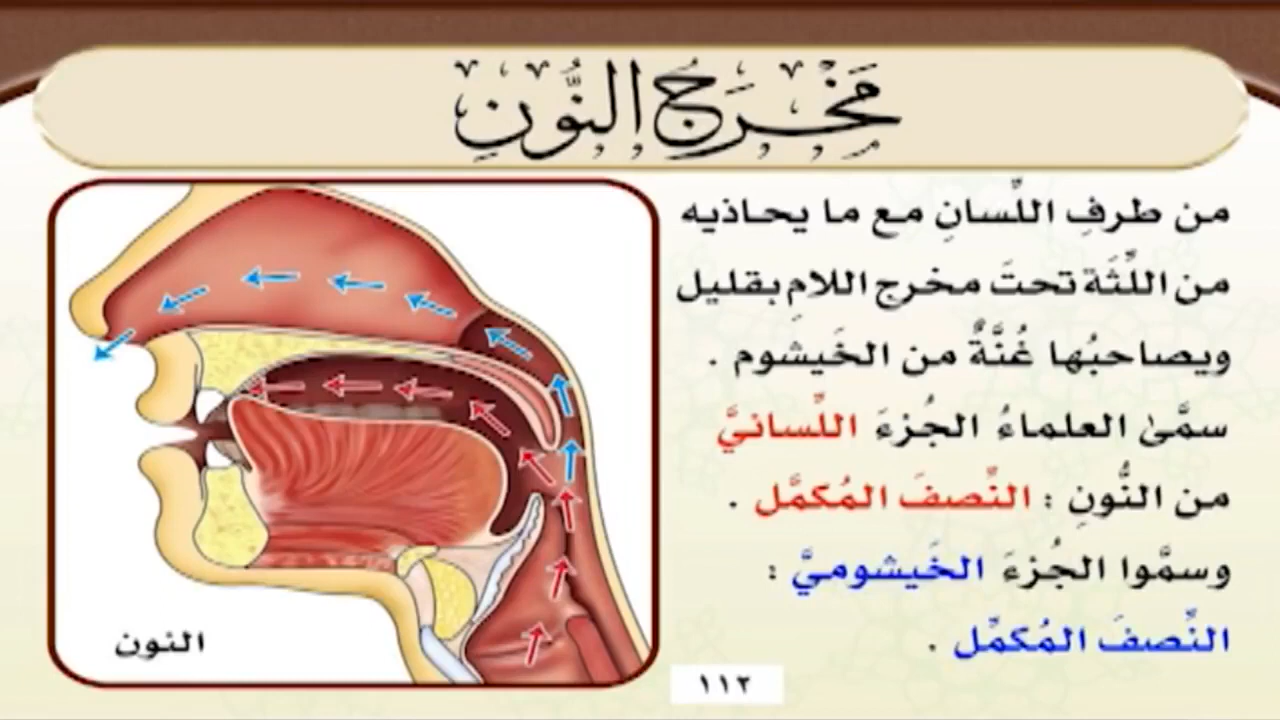 مَخْرَجُ النُّونِ
من طرفِ اللِّسانِ مع ما يحاذيه
من اللِّثَة تحتَ مخرج اللامِ بقليل
ويصاحبُها غُنَّةٌ من الخَيشوم .
سمَّىٰ العلماءُ الجُزءَ اللِّسانيَّ
من النُّونِ : النِّصفَ المُكمَّل .
وسمَّوا الجُزءَ الخَيشوميَّ :
النِّصفَ المُكمِّل .
النون
١١٢